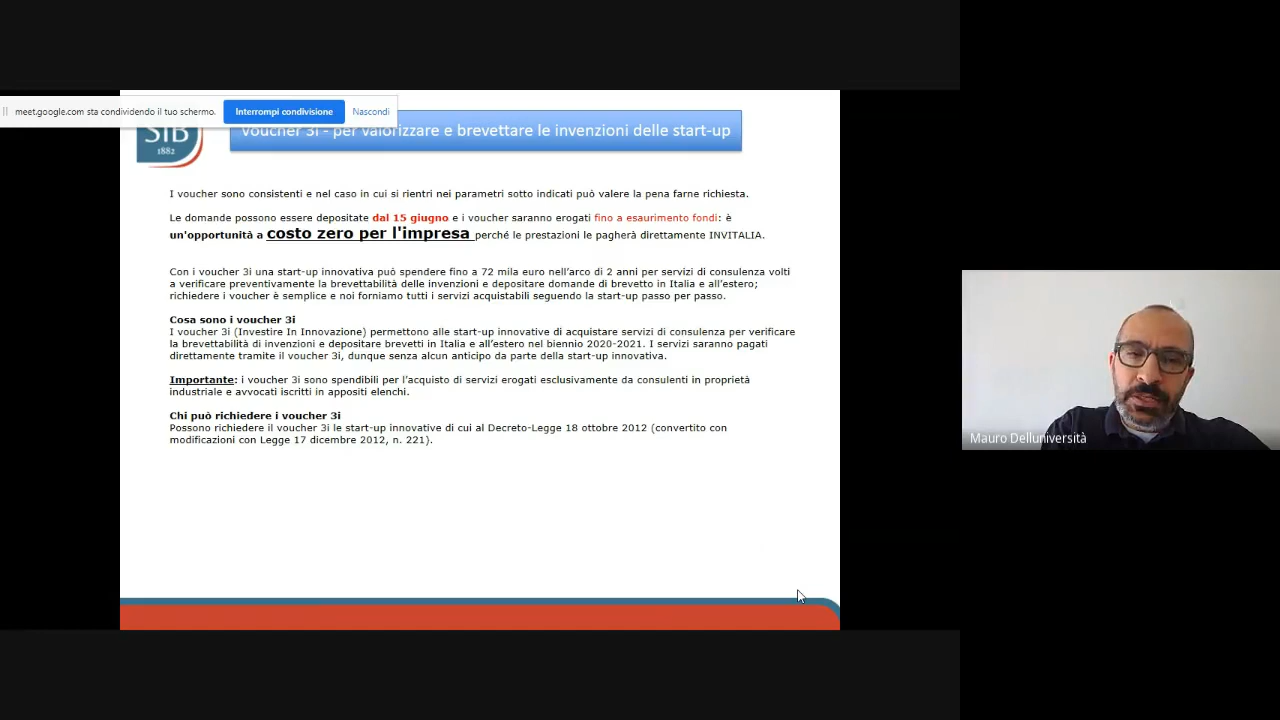 meet.google.com sta condividendo il tuo schermo.
Interrompi condivisione
Nascondi
SIB
1882
Voucher 3i - per valorizzare e brevettare le invenzioni delle start-up
I voucher sono consistenti e nel caso in cui si rientri nei parametri sotto indicati può valere la pena farne richiesta.
Le domande possono essere depositate dal 15 giugno e i voucher saranno erogati fino a esaurimento fondi: è
un'opportunità a costo zero per l'impresa perché le prestazioni le pagherà direttamente INVITALIA.
Con i voucher 3i una start-up innovativa può spendere fino a 72 mila euro nell'arco di 2 anni per servizi di consulenza volti
a verificare preventivamente la brevettabilità delle invenzioni e depositare domande di brevetto in Italia e all'estero;
richiedere i voucher è semplice e noi forniamo tutti i servizi acquistabili seguendo la start-up passo per passo.
Cosa sono i voucher 3i
I voucher 3i (Investire In Innovazione) permettono alle start-up innovative di acquistare servizi di consulenza per verificare
la brevettabilità di invenzioni e depositare brevetti in Italia e all'estero nel biennio 2020-2021. I servizi saranno pagati
direttamente tramite il voucher 3i, dunque senza alcun anticipo da parte della start-up innovativa.
Importante: i voucher 3i sono spendibili per l'acquisto di servizi erogati esclusivamente da consulenti in proprietà
industriale e avvocati iscritti in appositi elenchi.
Chi può richiedere i voucher 3i
Possono richiedere il voucher 3i le start-up innovative di cui al Decreto-Legge 18 ottobre 2012 (convertito con
modificazioni con Legge 17 dicembre 2012, n. 221).
Mauro Delluniversità